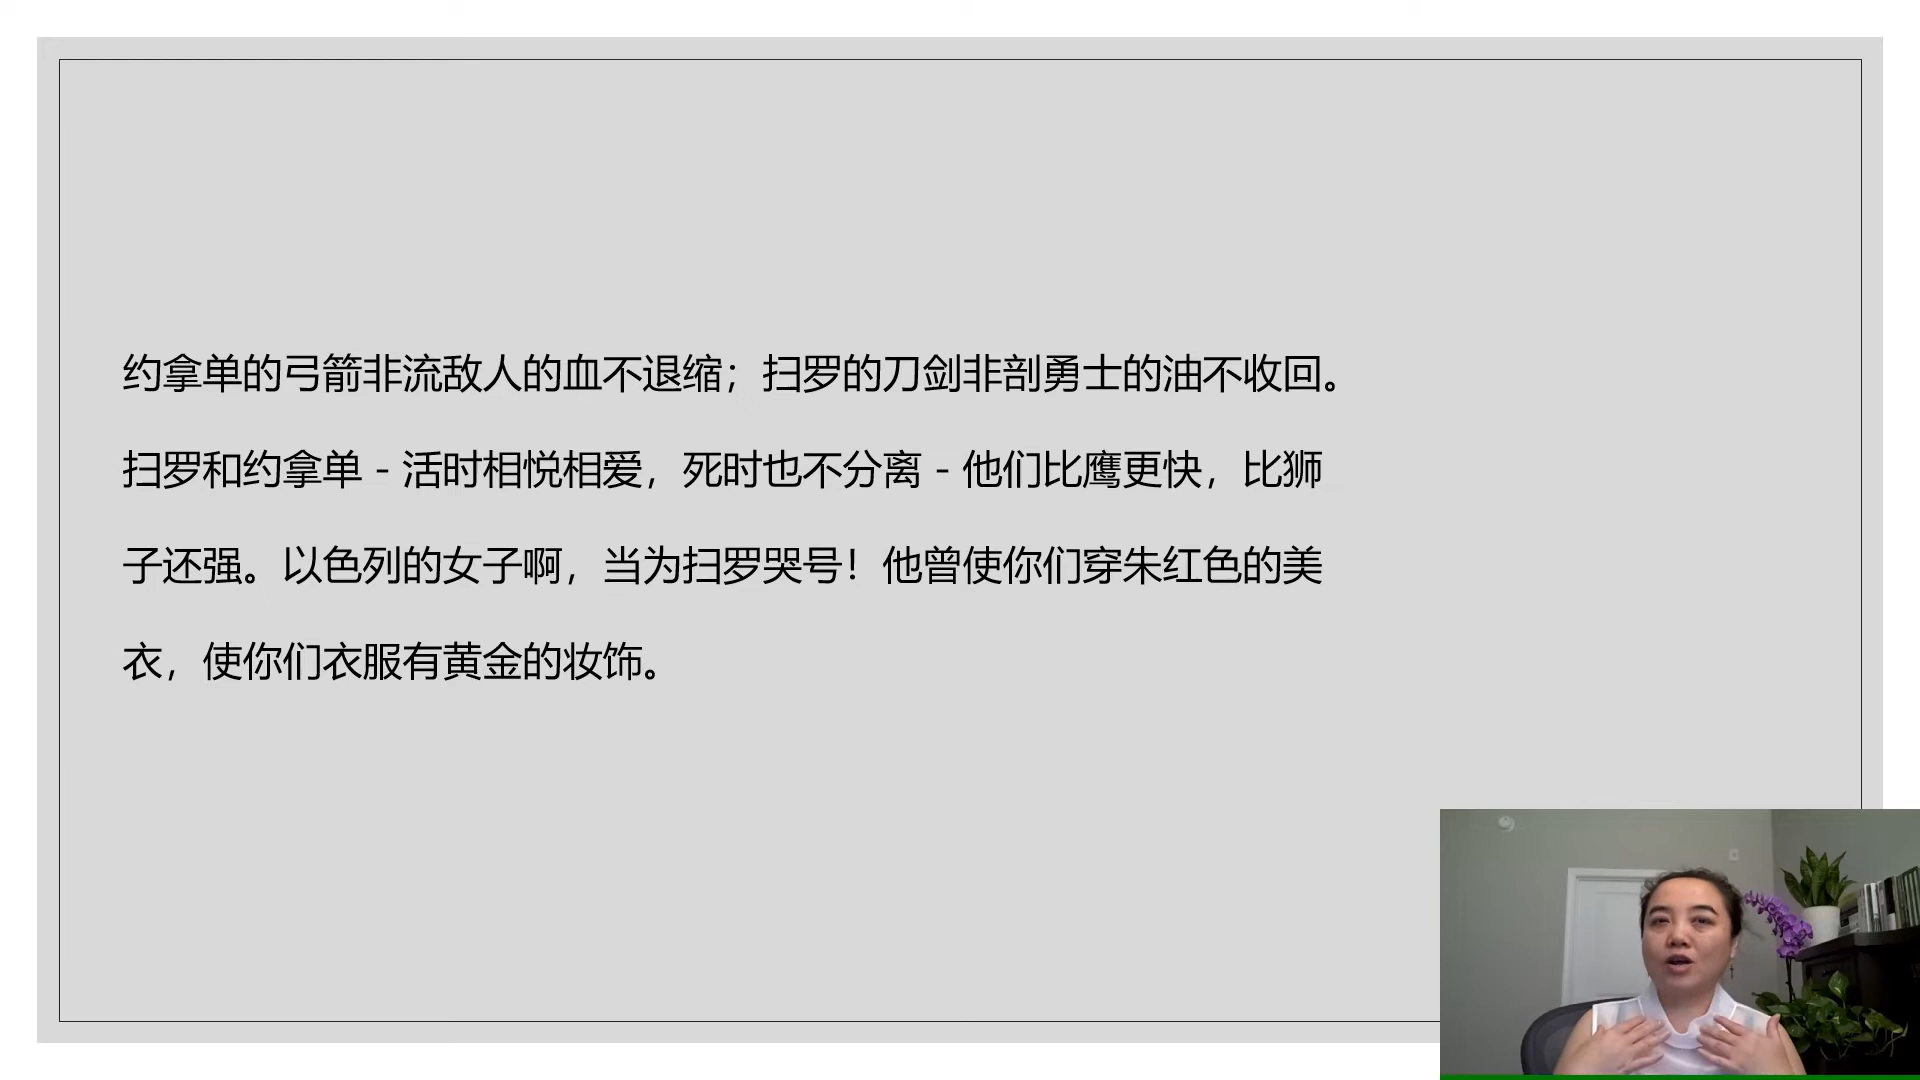 约拿单的弓箭非流敌人的血不退缩；扫罗的刀剑非剖勇士的油不收回。
扫罗和约拿单 - 活时相悦相爱，死时也不分离 - 他们比鹰更快，比狮
子还强。以色列的女子啊，当为扫罗哭号！他曾使你们穿朱红色的美
衣，使你们衣服有黄金的妆饰。